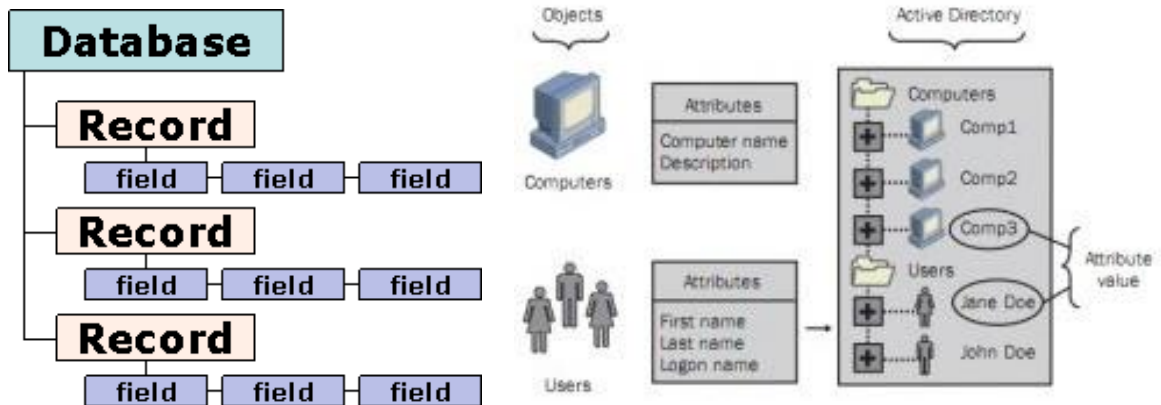 Database
Record
field field field
Record
field field field
Record
field field field
Objects
Computers
Attributes
Computer name
Description
Users
Attributes
First name
Last name
Logon name
Active Directory
Computers
Comp1
Comp2
Comp3
Users
Jane Doe
John Doe
Attribute
value